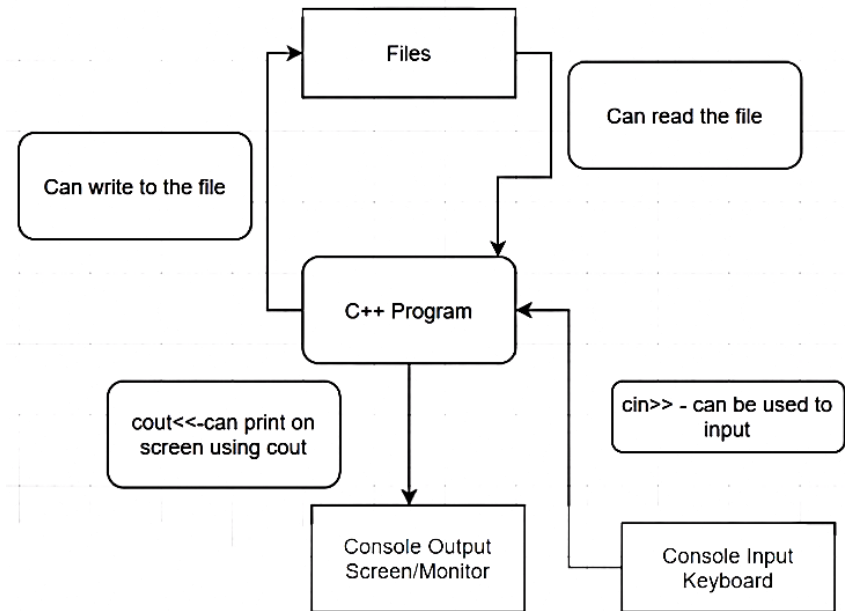 Files
Can read the file
Can write to the file
C++ Program
cout<<-can print on
screen using cout
cin>> - can be used to
input
Console Output
Screen/Monitor
Console Input
Keyboard